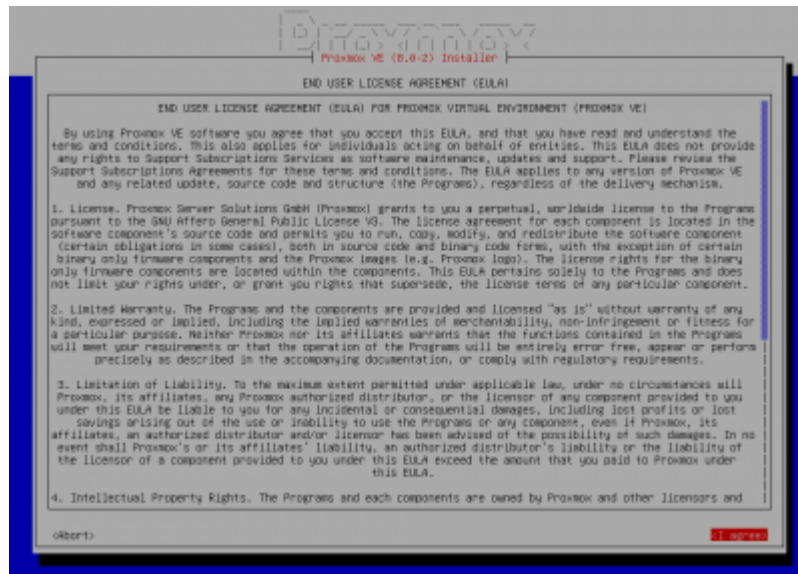 Proxmox
Proxmox VE (8.0-2) Installer
END USER LICENSE AGREEMENT (EULA)
END USER LICENSE AGREEMENT (EULA) FOR PROXMOX VIRTUAL ENVIRONMENT (PROXMOX VE)
By using Proxmox VE software you agree that you accept this EULA, and that you have read and understand the
terms and conditions. This also applies for individuals acting on behalf of entities. This EULA does not provide
any rights to Support Subscriptions Services as software maintenance, updates and support. Please review the
Support Subscriptions Agreements for these terms and conditions. The EULA applies to any version of Proxmox VE
and any related update, source code and structure (the Programs), regardless of the delivery mechanism.
1. License. Proxmox Server Solutions GmbH (Proxmox) grants to you a perpetual, worldwide license to the Programs
pursuant to the GNU Affero General Public License V3. The license agreement for each component is located in the
software component's source code and permits you to run, copy, modify, and redistribute the software component
(certain obligations in some cases), both in source code and binary code forms, with the exception of certain
binary only firmware components and the Proxmox images (e.g. Proxmox logo). The license rights for the binary
only firmware components are located within the components. This EULA pertains solely to the Programs and does
not limit your rights under, or grant you rights that supersede, the license terms of any particular component.
2. Limited Warranty. The Programs and the components are provided and licensed "as is" without warranty of any
kind, expressed or implied, including the implied warranties of merchantability, non-infringement or fitness for
a particular purpose. Neither Proxmox nor its affiliates warrants that the functions contained in the Programs
will meet your requirements or that the operation of the Programs will be entirely error free, appear or perform
precisely as described in the accompanying documentation, or comply with regulatory requirements.
3. Limitation of Liability. To the maximum extent permitted under applicable law, under no circumstances will
Proxmox, its affiliates, any Proxmox authorized distributor, or the licensor of any component provided to you
under this EULA be liable to you for any incidental or consequential damages, including lost profits or lost
savings arising out of the use or inability to use the Programs or any component, even if Proxmox, its
affiliates, an authorized distributor and/or licensor has been advised of the possibility of such damages. In no
event shall Proxmox's or its affiliates' liability, an authorized distributor's liability or the liability of
the licensor of a component provided to you under this EULA exceed the amount that you paid to Proxmox under
this EULA.
4. Intellectual Property Rights. The Programs and each components are owned by Proxmox and other licensors and
<Abort>
<I agree>